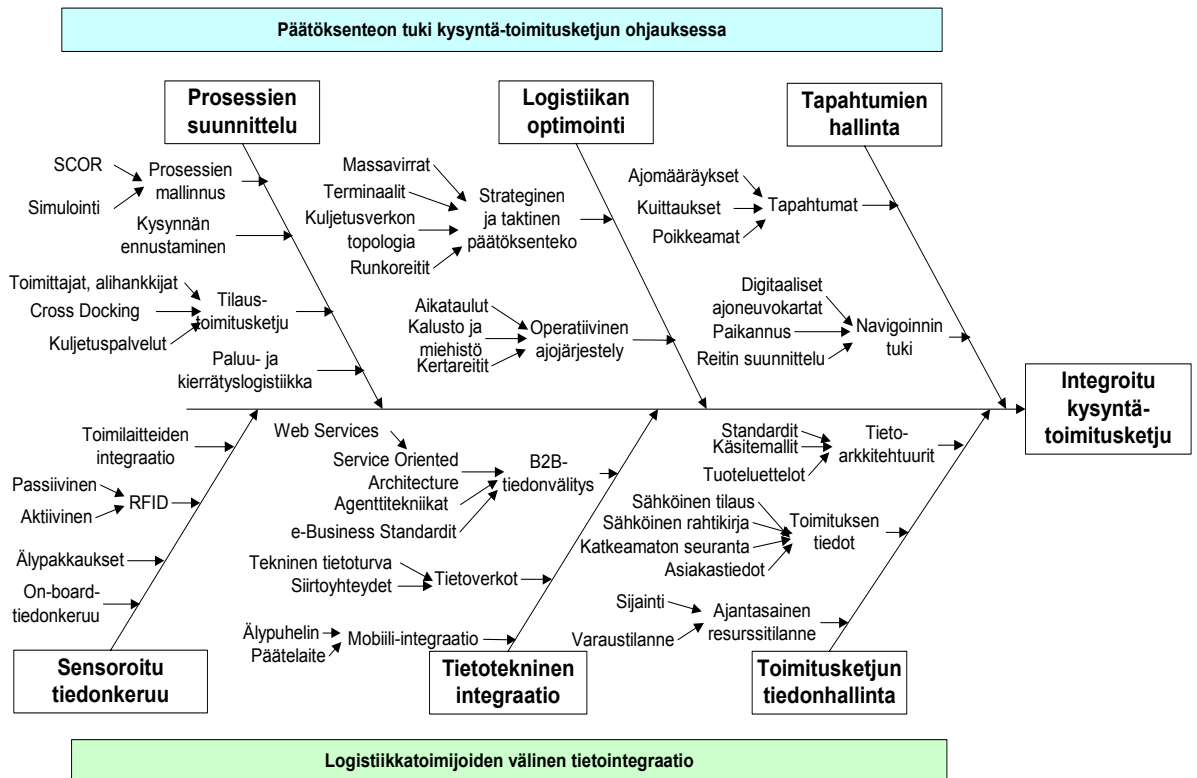 Päätöksenteon tuki kysyntä-toimitusketjun ohjauksessa
Prosessien
suunnittelu
Logistiikan
optimointi
Tapahtumien
hallinta
SCOR
Simulointi
Prosessien
mallinnus
Kysynnän
ennustaminen
Toimittajat, alihankkijat
Cross Docking
Kuljetuspalvelut
Tilaus-
toimitusketju
Paluu- ja
kierrätyslogistiikka
Massavirrat
Terminaalit
Kuljetusverkon
topologia
Runkoreitit
Strateginen
ja taktinen
päätöksenteko
Aikataulut
Kalusto ja
miehistö
Kertareitit
Operatiivinen
ajojärjestely
Ajomääräykset
Kuittaukset
Poikkeamat
Tapahtumat
Digitaaliset
ajoneuvokartat
Paikannus
Reitin suunnittelu
Navigoinnin
tuki
Integroitu
kysyntä-
toimitusketju
Toimilaitteiden
integraatio
Passiivinen
Aktiivinen
RFID
Älypakkaukset
On-board-
tiedonkeruu
Sensoroitu
tiedonkeruu
Web Services
Service Oriented
Architecture
Agenttitekniikat
e-Business Standardit
B2B-
tiedonvälitys
Tekninen tietoturva
Siirtoyhteydet
Tietoverkot
Älypuhelin
Päätelaite
Mobiili-integraatio
Tietotekninen
integraatio
Standardit
Käsitemallit
Tuoteluettelot
Tieto-
arkkitehtuurit
Sähköinen tilaus
Sähköinen rahtikirja
Katkeamaton seuranta
Asiakastiedot
Toimituksen
tiedot
Sijainti
Varaustilanne
Ajantasainen
resurssitilanne
Toimitusketjun
tiedonhallinta
Logistiikkatoimijoiden välinen tietointegraatio